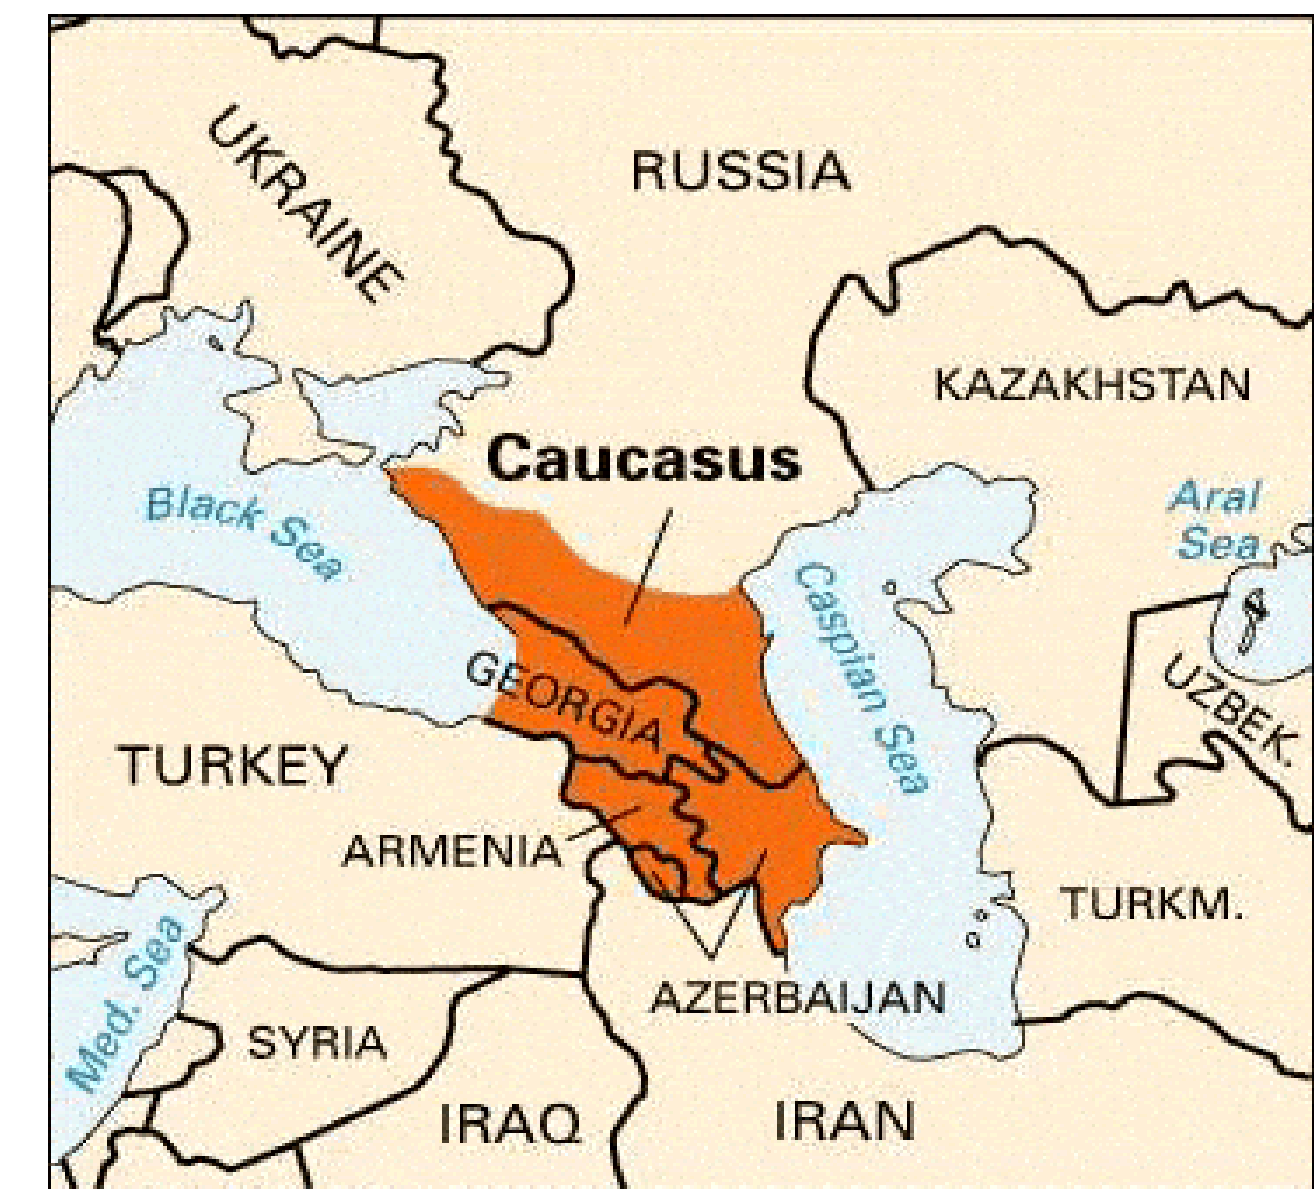 UKRAINE
RUSSIA
KAZAKHSTAN
Caucasus
Black Sea
Aral
Sea
Caspian Sea
GEORGIA
UZBEK.
TURKEY
ARMENIA
TURKM.
Med. Sea
AZERBAIJAN
SYRIA
IRAQ
IRAN